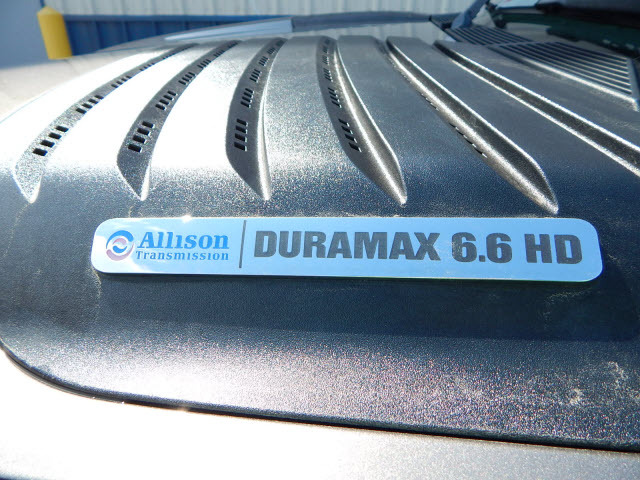 Allison
Transmission
DURAMAX 6.6 HD